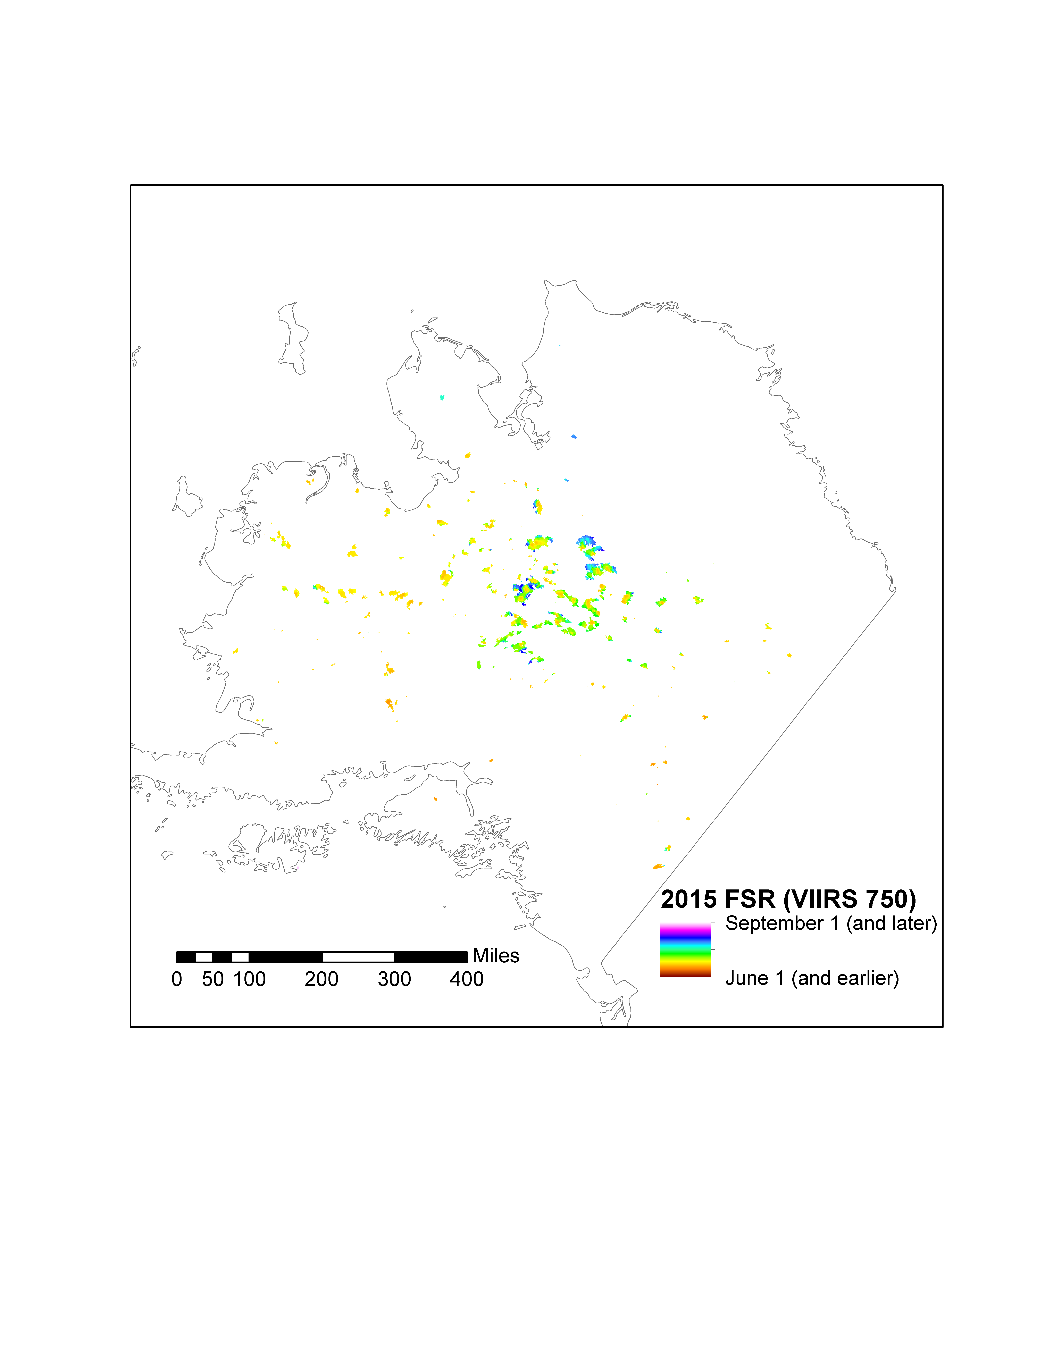 2015 FSR (VIIRS 750)
September 1 (and later)
June 1 (and earlier)
Miles
0 50 100 200 300 400